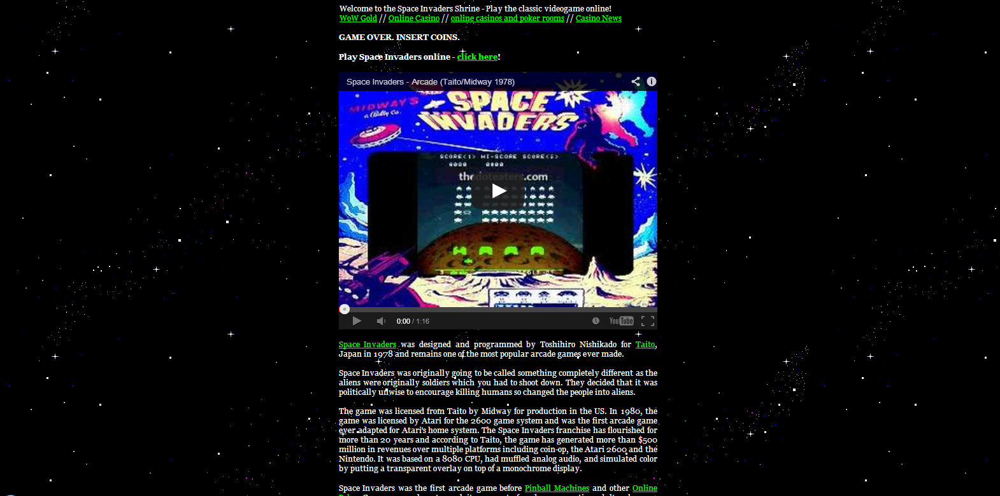 Welcome to the Space Invaders Shrine - Play the classic videogame online!
WoW Gold // Online Casino // online casinos and poker rooms // Casino News
GAME OVER. INSERT COINS.
Play Space Invaders online - click here!
Space Invaders - Arcade (Taito/Midway 1978)
MIDWAY'S
a Bally Co.
SPACE
INVADERS
SCORE<1> HI-SCORE SCORE<2>
0000 0000
0:00 / 1:16
YouTube
Space Invaders was designed and programmed by Toshihiro Nishikado for Taito,
Japan in 1978 and remains one of the most popular arcade games ever made.
Space Invaders was originally going to be called something completely different as the
aliens were originally soldiers which you had to shoot down. They decided that it was
politically unwise to encourage killing humans so changed the people into aliens.
The game was licensed from Taito by Midway for production in the US. In 1980, the
game was licensed by Atari for the 2600 game system and was the first arcade game
ever adapted for Atari's home system. The Space Invaders franchise has flourished for
more than 20 years and according to Taito, the game has generated more than $500
million in revenues over multiple platforms including coin-op, the Atari 2600 and the
Nintendo. It was based on a 8080 CPU, had muffled analog audio, and simulated color
by putting a transparent overlay on top of a monochrome display.
Space Invaders was the first arcade game before Pinball Machines and other Online